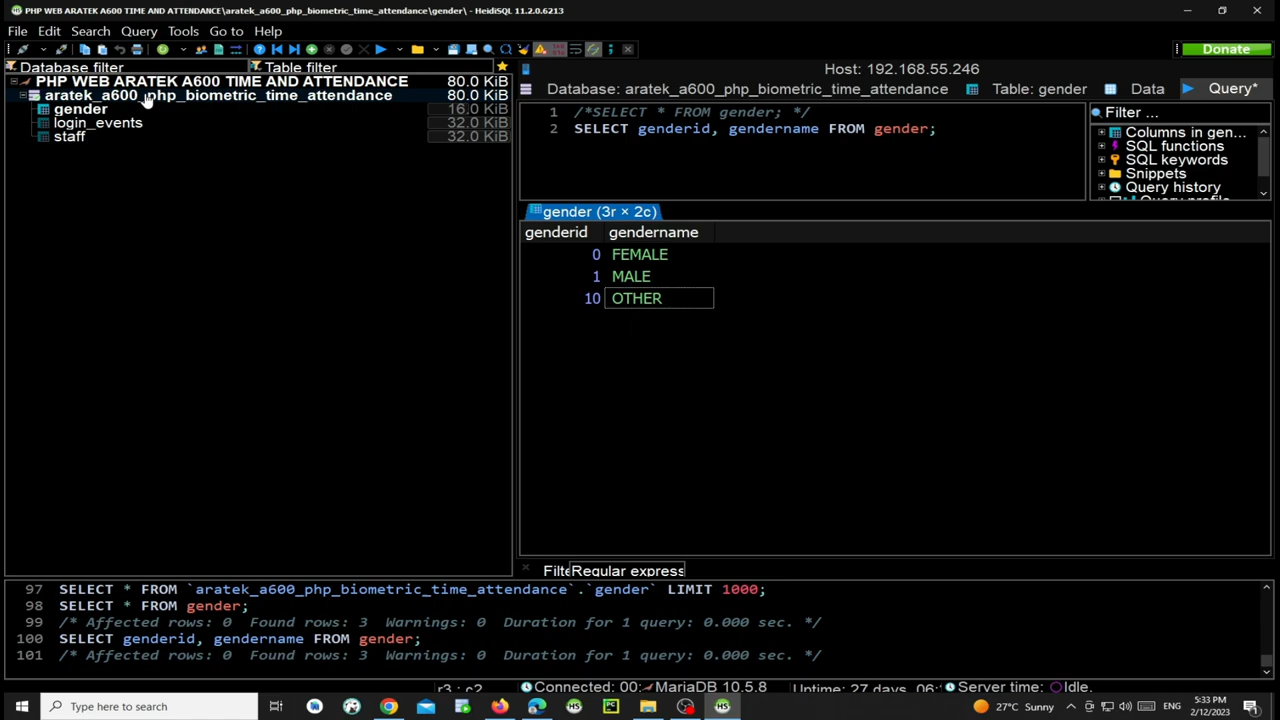 PHP WEB ARATEK A600 TIME AND ATTENDANCE\aratek_a600_php_biometric_time_attendance\gender\ - HeidiSQL 11.2.0.6213
File Edit Search Query Tools Go to Help
Donate
Database filter Table filter
PHP WEB ARATEK A600 TIME AND ATTENDANCE 80.0 KiB
aratek_a600_php_biometric_time_attendance 80.0 KiB
gender 16.0 KiB
login_events 32.0 KiB
staff 32.0 KiB
Host: 192.168.55.246
Database: aratek_a600_php_biometric_time_attendance Table: gender Data Query*
1 /*SELECT * FROM gender; */
2 SELECT genderid, gendername FROM gender;
Filter ...
Columns in gen...
SQL functions
SQL keywords
Snippets
Query history
gender (3r × 2c)
genderid gendername
0 FEMALE
1 MALE
10 OTHER
Filte Regular express
97 SELECT * FROM `aratek_a600_php_biometric_time_attendance`.`gender` LIMIT 1000;
98 SELECT * FROM gender;
99 /* Affected rows: 0 Found rows: 3 Warnings: 0 Duration for 1 query: 0.000 sec. */
100 SELECT genderid, gendername FROM gender;
101 /* Affected rows: 0 Found rows: 3 Warnings: 0 Duration for 1 query: 0.000 sec. */
r3 : c2 Connected: 00: MariaDB 10.5.8 Uptime: 27 days, 06: Server time: Idle.
Type here to search
27°C Sunny ENG 5:33 PM
2/12/2023